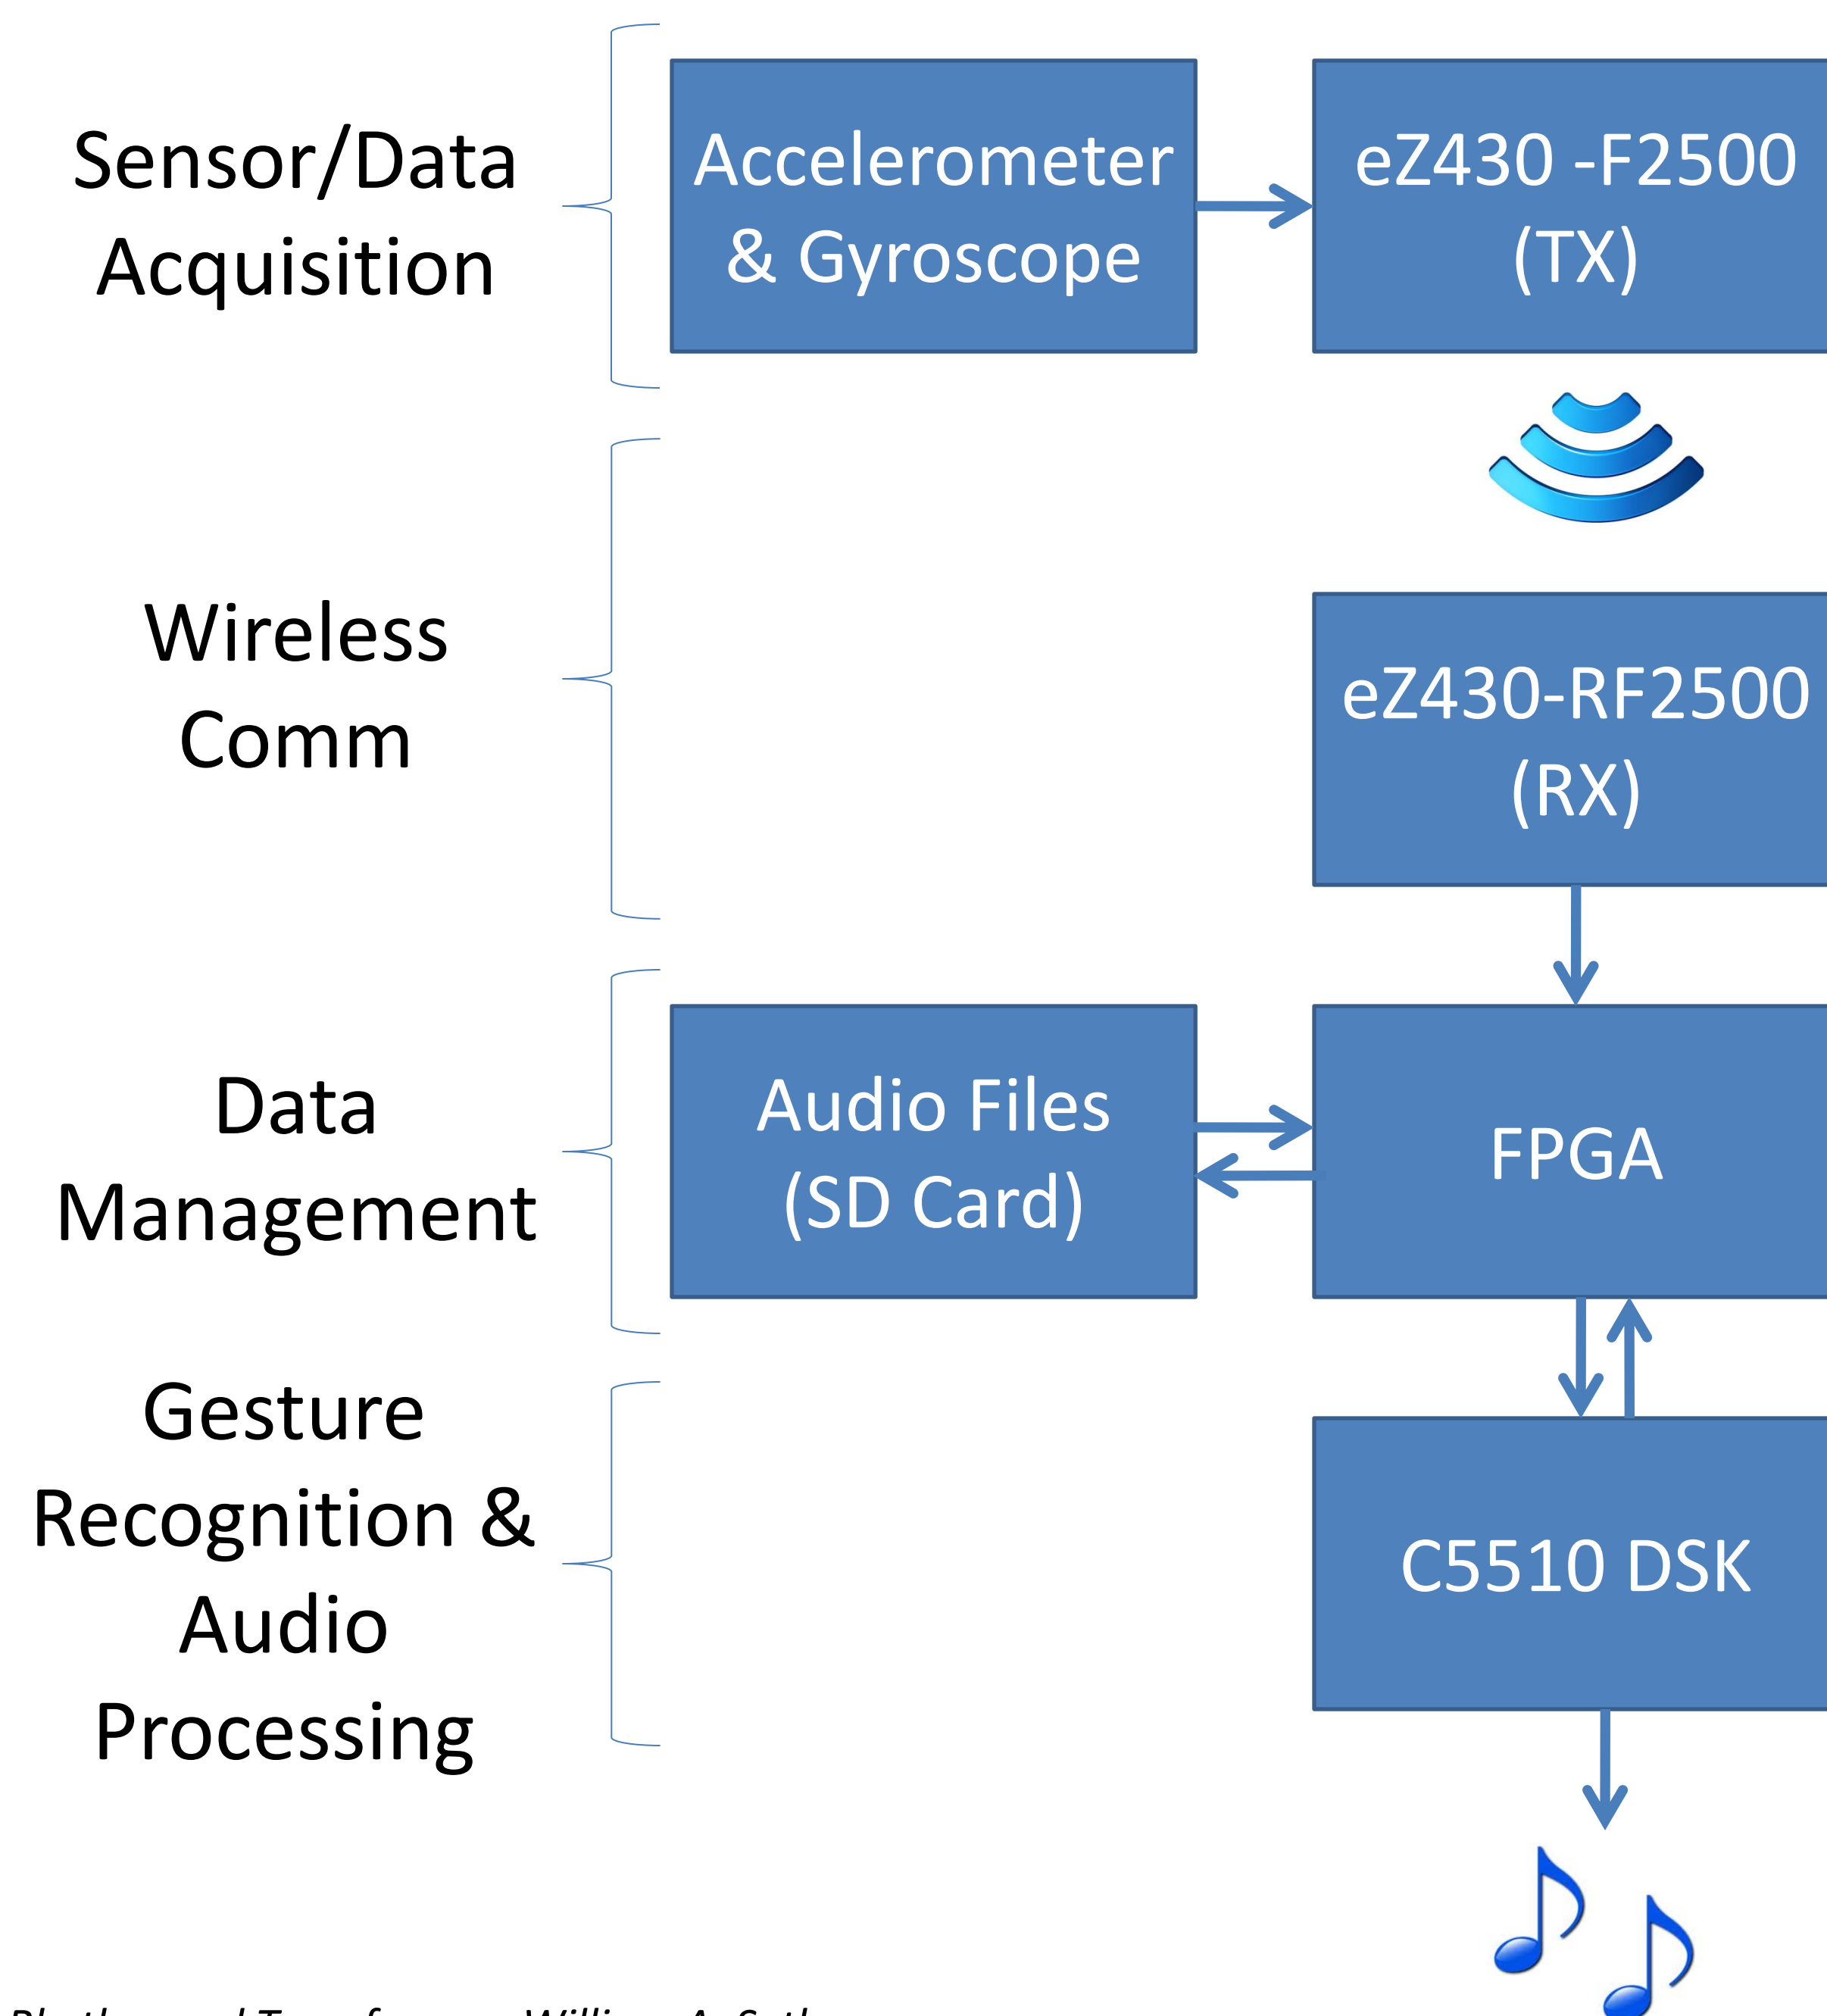 Sensor/Data
Acquisition
Accelerometer
& Gyroscope
eZ430 -F2500
(TX)
Wireless
Comm
eZ430-RF2500
(RX)
Data
Management
Audio Files
(SD Card)
FPGA
Gesture
Recognition &
Audio
Processing
C5510 DSK